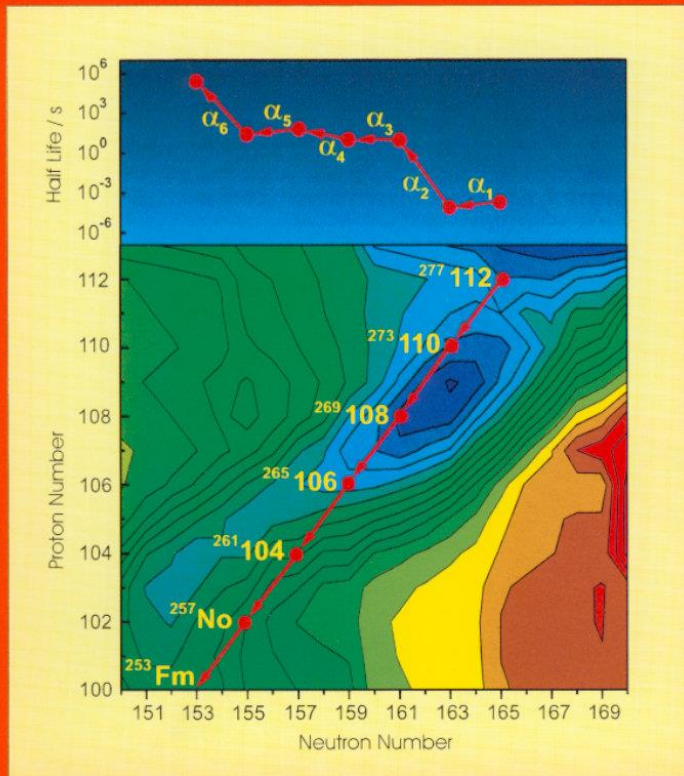 Half Life / s
10⁶
10³
10⁰
10⁻³
10⁻⁶
α₆
α₅
α₄
α₃
α₂
α₁
Proton Number
112
110
108
106
104
102
100
²⁷⁷112
²⁷³110
²⁶⁹108
²⁶⁵106
²⁶¹104
²⁵⁷No
²⁵³Fm
151 153 155 157 159 161 163 165 167 169
Neutron Number